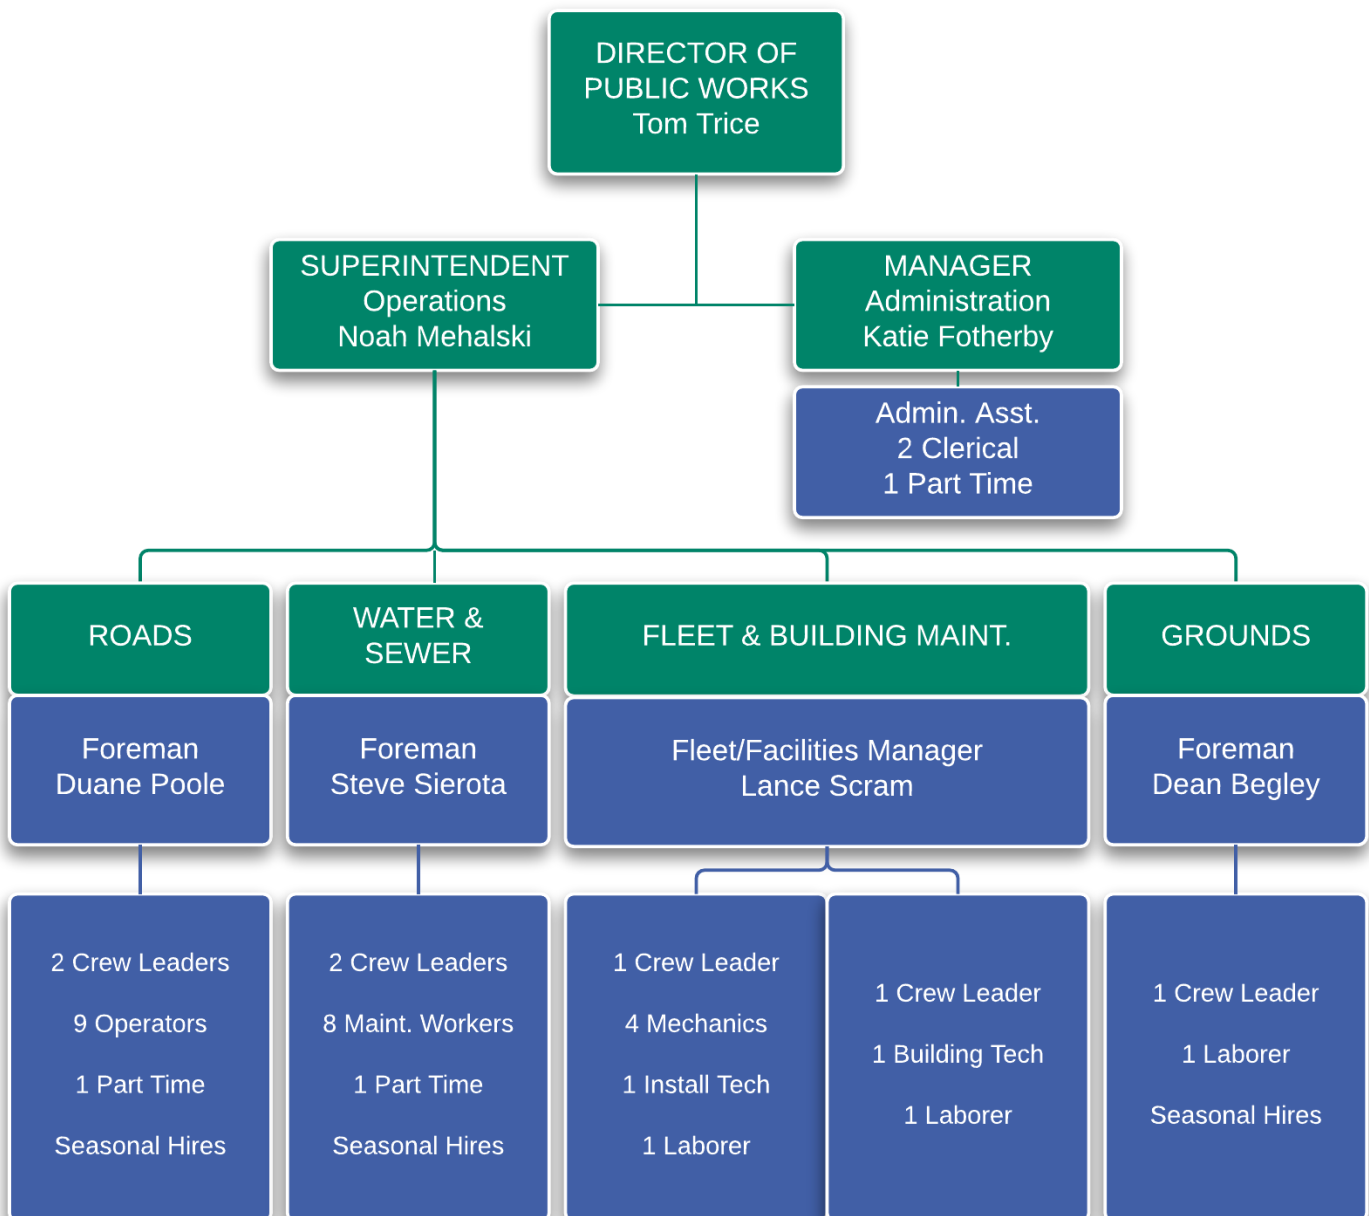 DIRECTOR OF
PUBLIC WORKS
Tom Trice
SUPERINTENDENT
Operations
Noah Mehalski
MANAGER
Administration
Katie Fotherby
Admin. Asst.
2 Clerical
1 Part Time
ROADS
Foreman
Duane Poole
2 Crew Leaders
9 Operators
1 Part Time
Seasonal Hires
WATER &
SEWER
Foreman
Steve Sierota
2 Crew Leaders
8 Maint. Workers
1 Part Time
Seasonal Hires
FLEET & BUILDING MAINT.
Fleet/Facilities Manager
Lance Scram
1 Crew Leader
4 Mechanics
1 Install Tech
1 Laborer
1 Crew Leader
1 Building Tech
1 Laborer
GROUNDS
Foreman
Dean Begley
1 Crew Leader
1 Laborer
Seasonal Hires